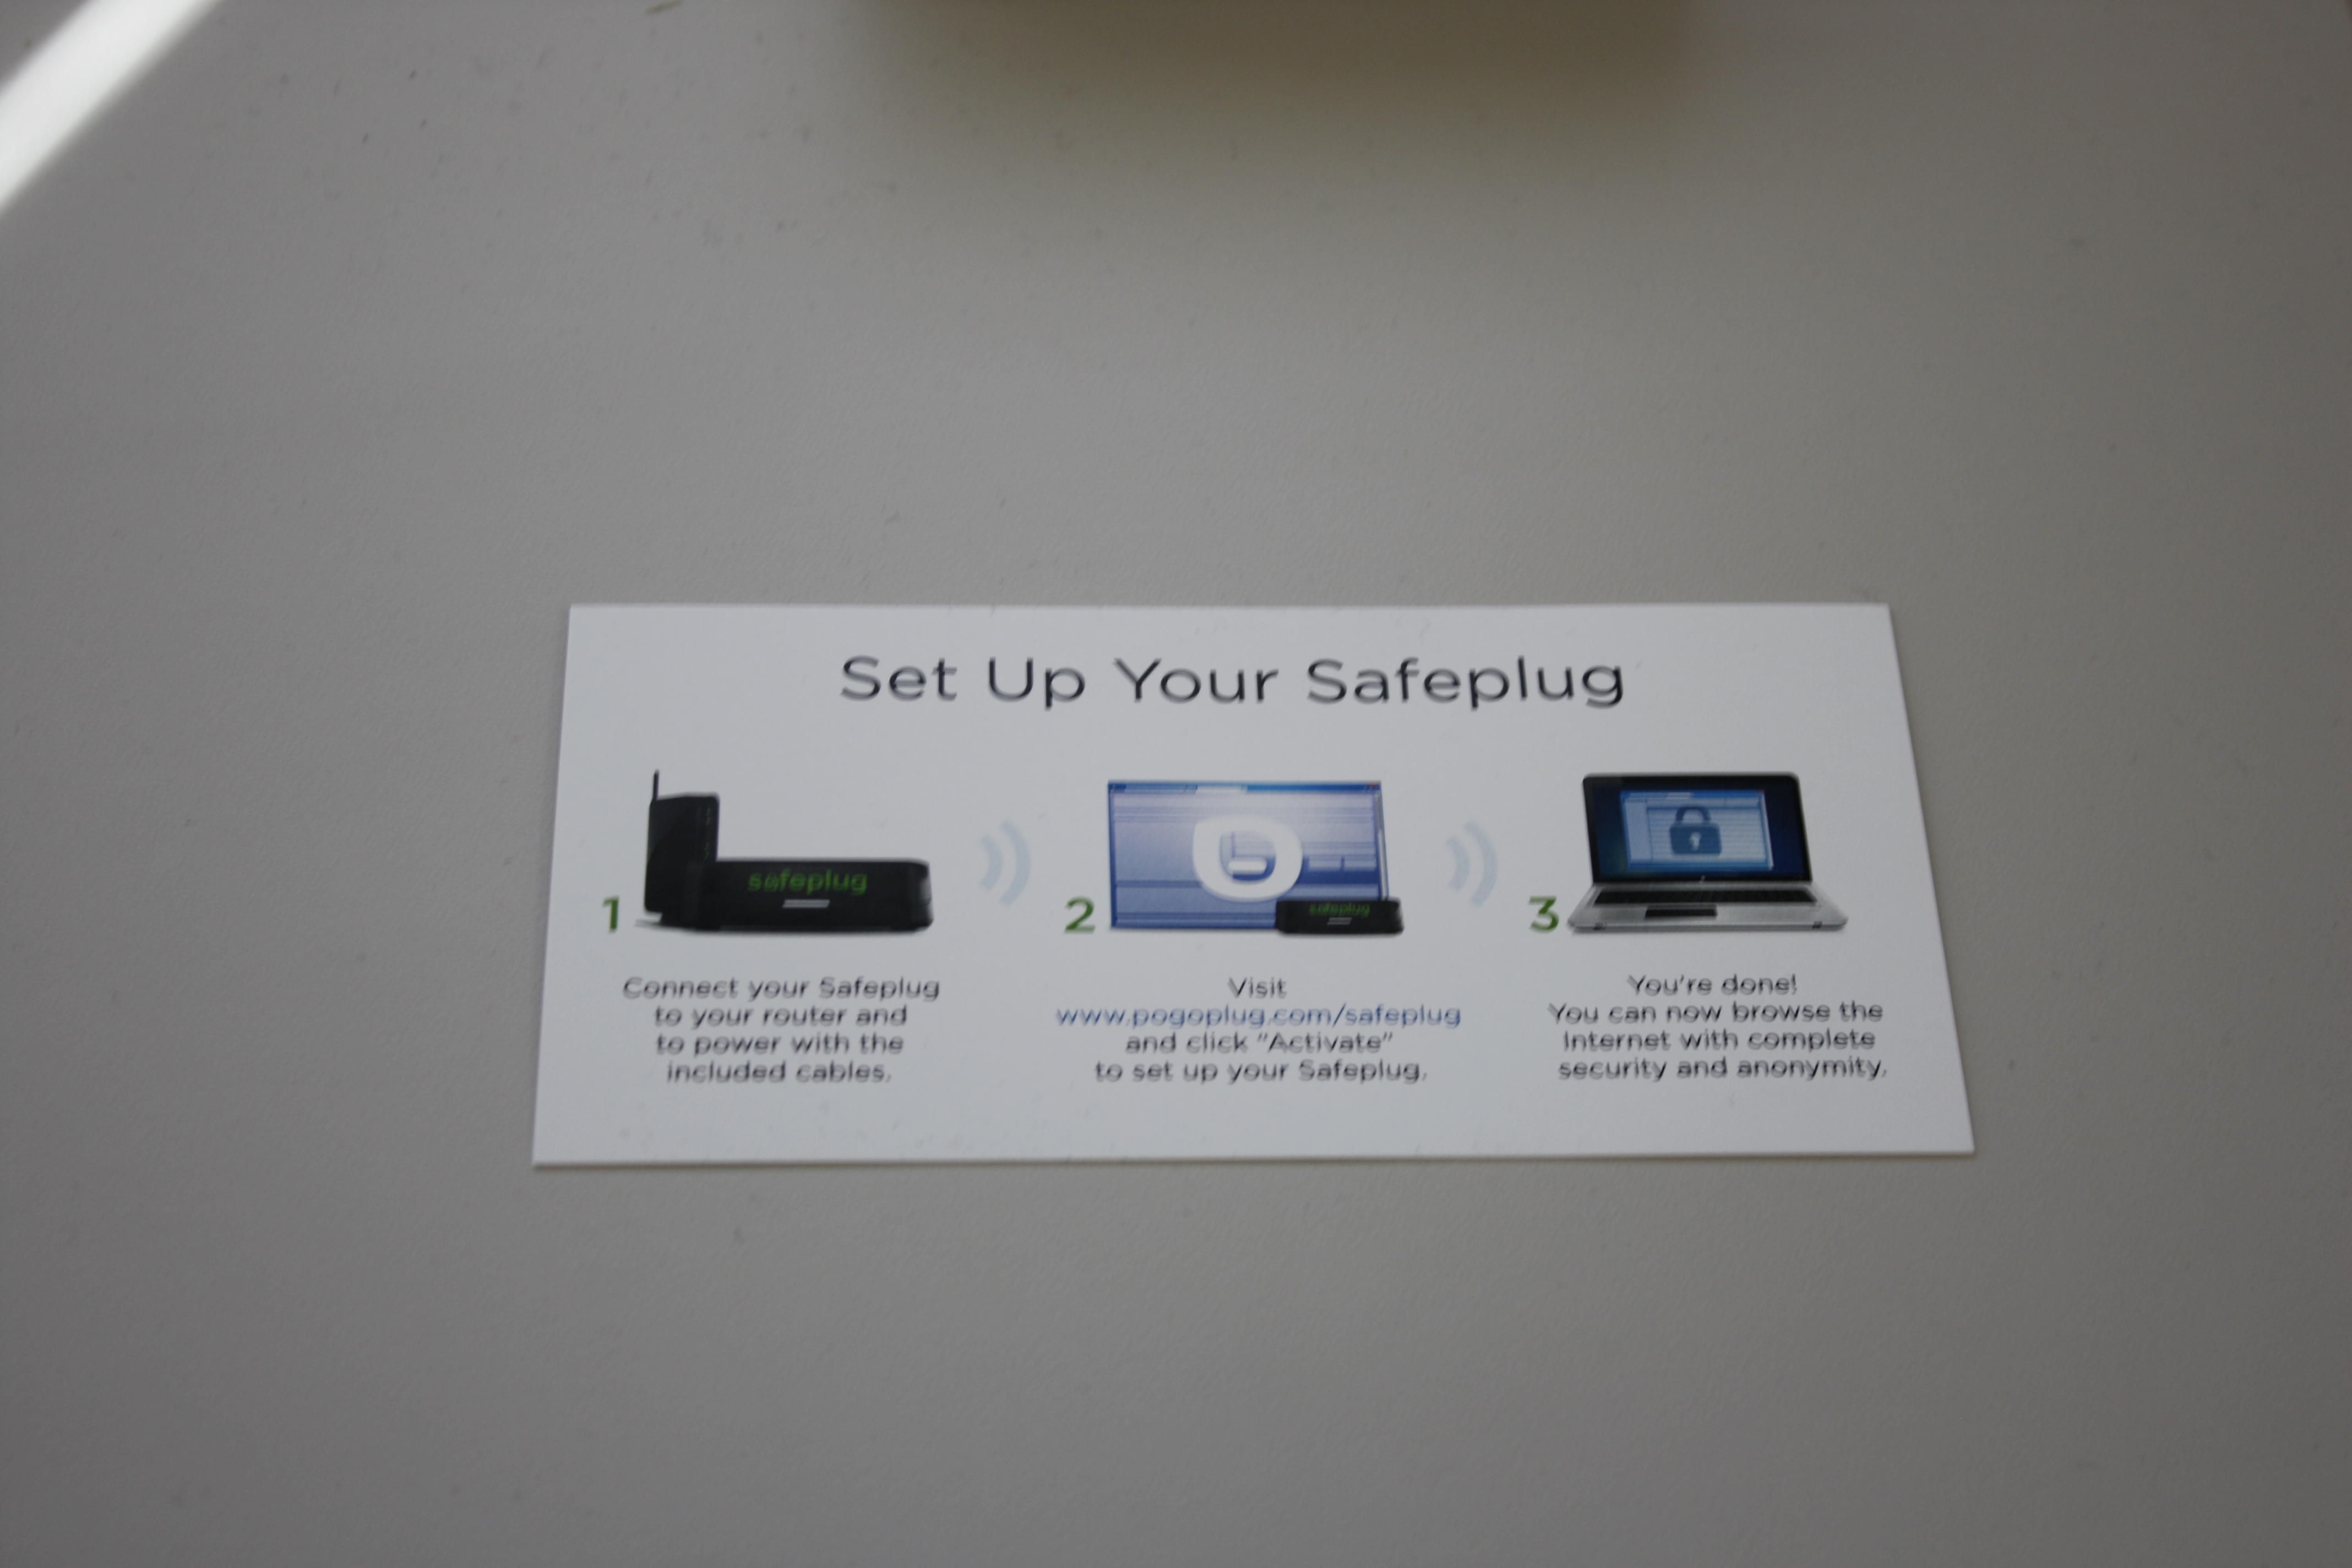 Set Up Your Safeplug
safeplug
1
Connect your Safeplug
to your router and
to power with the
included cables.
safeplug
2
Visit
www.pogoplug.com/safeplug
and click "Activate"
to set up your Safeplug.
3
You're done!
You can now browse the
Internet with complete
security and anonymity.